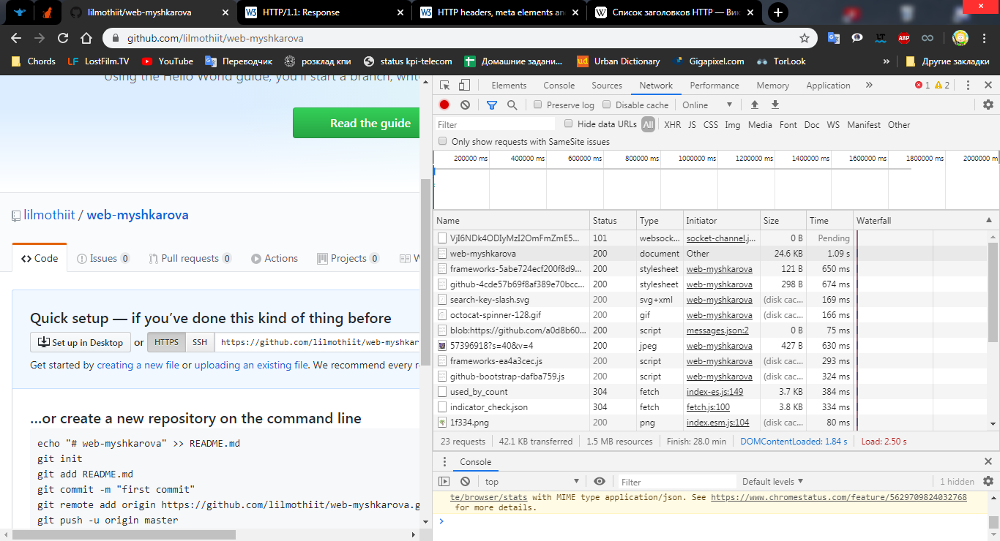 lilmothiit/web-myshkarova
HTTP/1.1: Response
HTTP headers, meta elements an
Список заголовков HTTP — Вик
github.com/lilmothiit/web-myshkarova
ABP
Chords
LF LostFilm.TV
YouTube
Переводчик
розклад кпи
status kpi-telecom
Домашние задани...
ud Urban Dictionary
Gigapixel.com
TorLook
»
Другие закладки
Using the Hello World guide, you'll start a branch, writ
Read the guide
lilmothiit / web-myshkarova
<> Code
Issues 0
Pull requests 0
Actions
Projects 0
W
Quick setup — if you've done this kind of thing before
Set up in Desktop or HTTPS SSH https://github.com/lilmothiit/web-myshkar
Get started by creating a new file or uploading an existing file. We recommend every r
...or create a new repository on the command line
echo "# web-myshkarova" >> README.md
git init
git add README.md
git commit -m "first commit"
git remote add origin https://github.com/lilmothiit/web-myshkarova.g
git push -u origin master
Elements Console Sources Network Performance Memory Application » 1 2
Preserve log Disable cache Online
Filter Hide data URLs All XHR JS CSS Img Media Font Doc WS Manifest Other
Only show requests with SameSite issues
200000 ms 400000 ms 600000 ms 800000 ms 1000000 ms 1200000 ms 1400000 ms 1600000 ms 1800000 ms 2000000 m
Name Status Type Initiator Size Time Waterfall
VjI6NDk4ODIyMzI2OmFmZmE5... 101 websock... socket-channel.j... 0 B Pending
web-myshkarova 200 document Other 24.6 KB 1.09 s
frameworks-5abe724ecf200f8d9... 200 stylesheet web-myshkarova 121 B 650 ms
github-4cde57b69f8af389e70bcc... 200 stylesheet web-myshkarova 298 B 674 ms
search-key-slash.svg 200 svg+xml web-myshkarova (disk cac... 169 ms
octocat-spinner-128.gif 200 gif web-myshkarova (disk cac... 166 ms
blob:https://github.com/a0d8b60... 200 script messages.json:2 0 B 75 ms
57396918?s=40&v=4 200 jpeg web-myshkarova 427 B 630 ms
frameworks-ea4a3cec.js 200 script web-myshkarova (disk cac... 293 ms
github-bootstrap-dafba759.js 200 script web-myshkarova (disk cac... 324 ms
used_by_count 304 fetch index-es.js:149 3.7 KB 384 ms
indicator_check.json 304 fetch fetch.js:100 3.8 KB 334 ms
1f334.png 200 png index.esm.js:104 (disk cac... 80 ms
23 requests 42.1 KB transferred 1.5 MB resources Finish: 28.0 min DOMContentLoaded: 1.84 s Load: 2.50 s
Console
top Filter Default levels 1 hidden
te/browser/stats with MIME type application/json. See https://www.chromestatus.com/feature/5629709824032768
for more details.